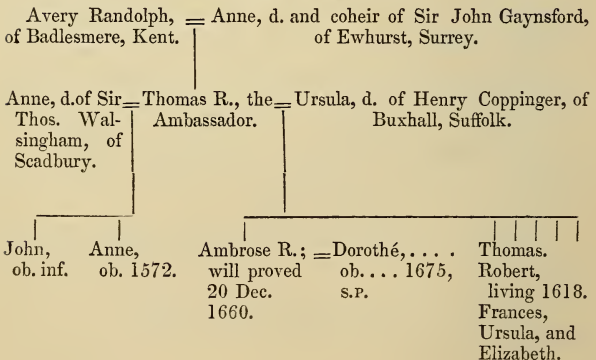 Avery Randolph, = Anne, d. and coheir of Sir John Gaynsford,
of Badlesmere, Kent. of Ewhurst, Surrey.
Anne, d.of Sir = Thomas R., the = Ursula, d. of Henry Coppinger, of
Thos. Wal- Ambassador. Buxhall, Suffolk.
singham, of
Scadbury.
John,
ob. inf.
Anne,
ob. 1572.
Ambrose R.; = Dorothé, . . . .
will proved ob. . . . 1675,
20 Dec. S.P.
1660.
Thomas.
Robert,
living 1618.
Frances,
Ursula, and
Elizabeth.